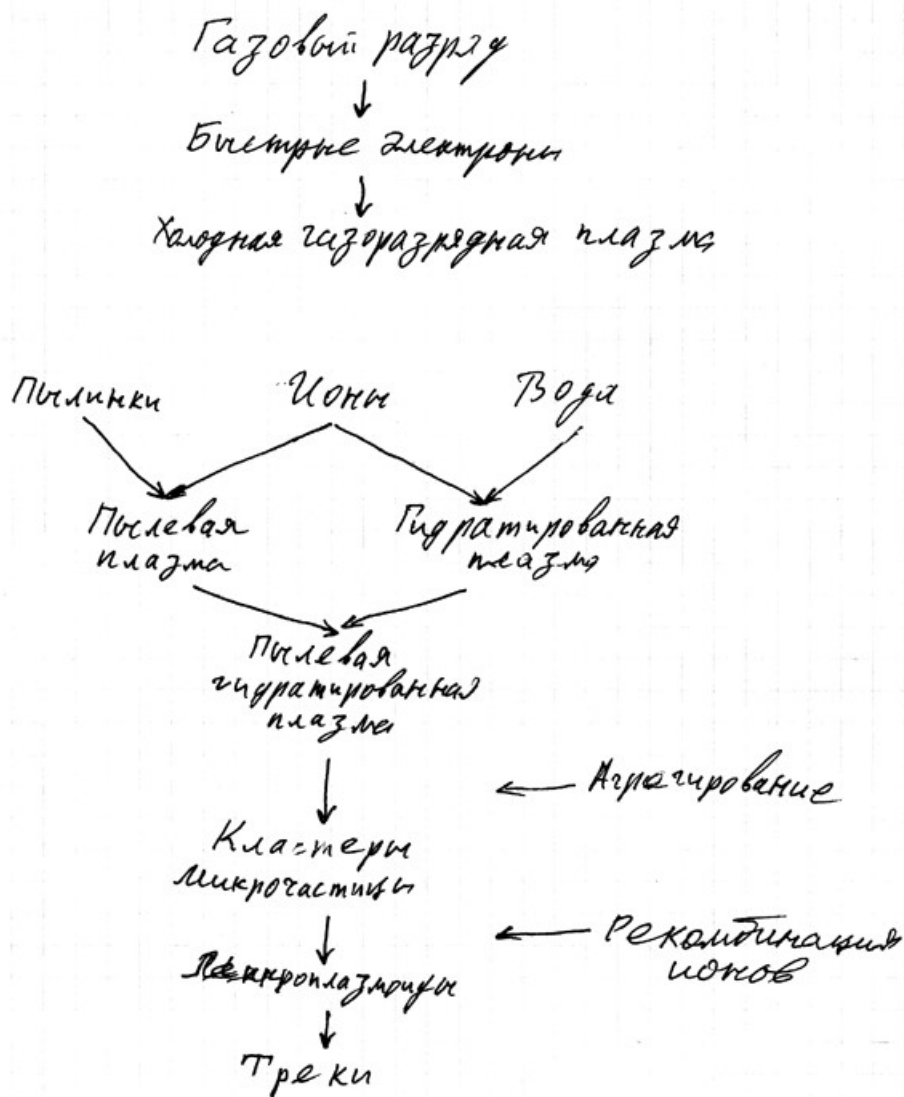 Газовый разряд
Быстрые электроны
Холодная газоразрядная плазма
Пылинки Ионы Вода
Пылевая плазма
Гидратированная плазма
Пылевая
гидратированная
плазма
Агрегирование
Кластеры
Микрочастицы
Рекомбинация
ионов
Микроплазмоиды
Треки